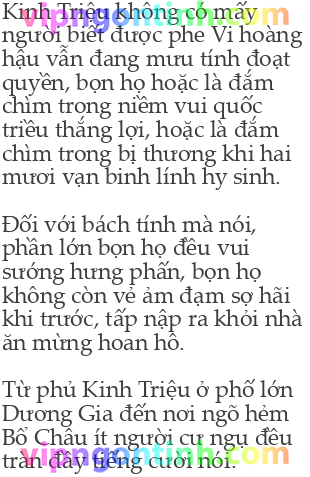 Kinh Triệu không có mấy
vipngontinh.com
người biết được phe Vi hoàng
hậu vẫn đang mưu tính đoạt
quyền, bọn họ hoặc là đắm
chìm trong niềm vui quốc
triều thắng lợi, hoặc là đắm
chìm trong bị thương khi hai
mươi vạn binh lính hy sinh.
Đối với bách tính mà nói,
phần lớn bọn họ đều vui
sướng hưng phấn, bọn họ
không còn vẻ ảm đạm sợ hãi
khi trước, tấp nập ra khỏi nhà
ăn mừng hoan hô.
Từ phủ Kinh Triệu ở phố lớn
Dương Gia đến nơi ngõ hẻm
Bổ Châu ít người cư ngụ đều
tràn đầy tiếng cười nói.
vipngontinh.com